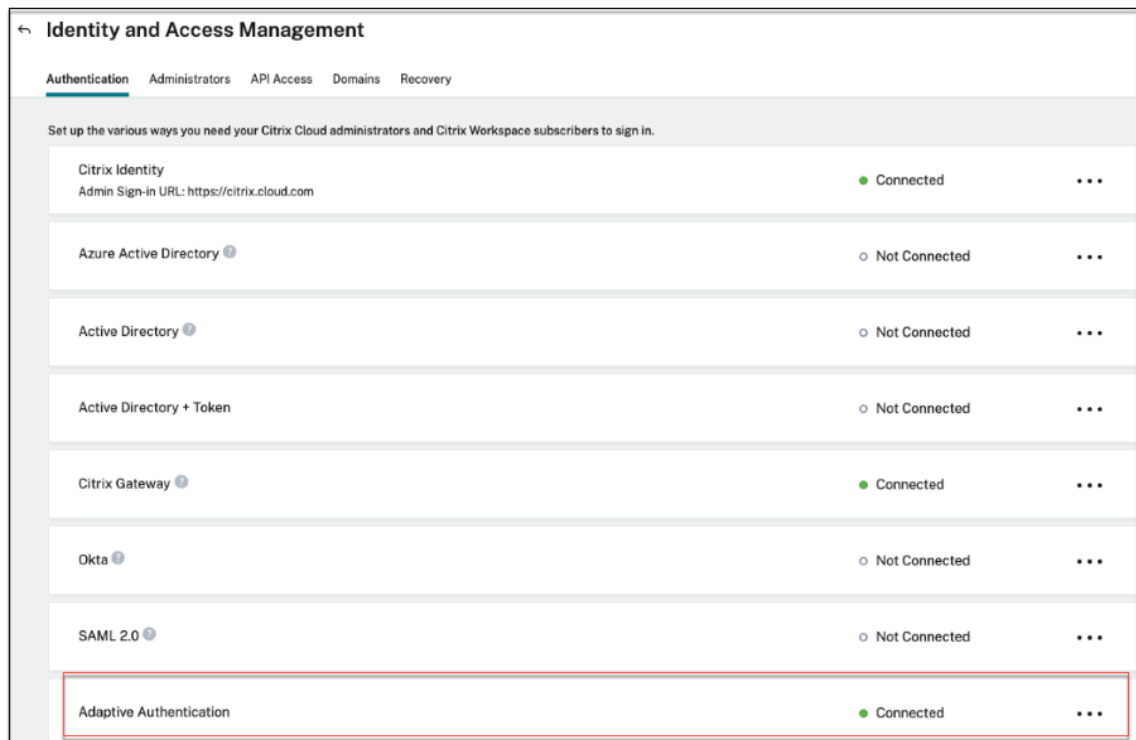 Identity and Access Management
Authentication Administrators API Access Domains Recovery
Set up the various ways you need your Citrix Cloud administrators and Citrix Workspace subscribers to sign in.
Citrix Identity
Admin Sign-in URL: https://citrix.cloud.com
Connected
Azure Active Directory ?
Not Connected
Active Directory ?
Not Connected
Active Directory + Token
Not Connected
Citrix Gateway ?
Connected
Okta ?
Not Connected
SAML 2.0 ?
Not Connected
Adaptive Authentication
Connected